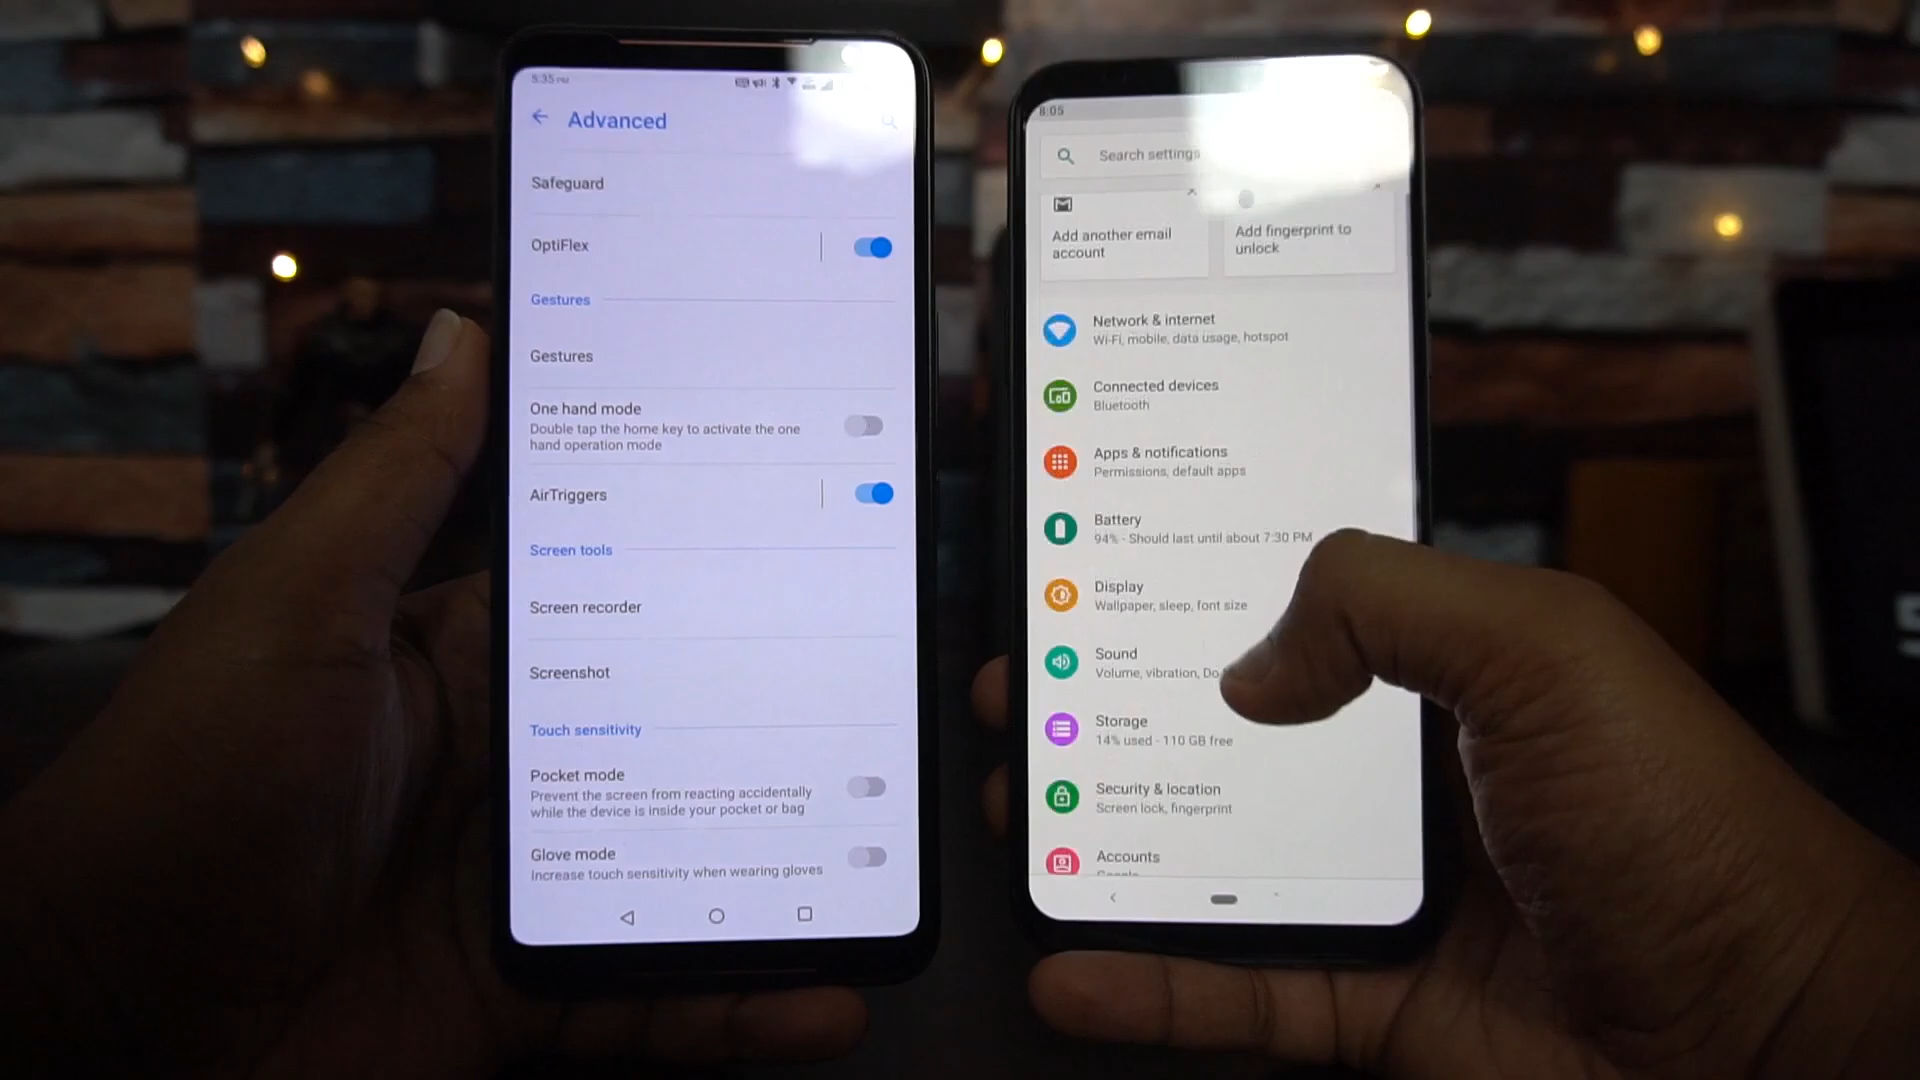 5:35 PM
Advanced
Safeguard
OptiFlex
Gestures
Gestures
One hand mode
Double tap the home key to activate the one
hand operation mode
AirTriggers
Screen tools
Screen recorder
Screenshot
Touch sensitivity
Pocket mode
Prevent the screen from reacting accidentally
while the device is inside your pocket or bag
Glove mode
Increase touch sensitivity when wearing gloves
8:05
Search settings
Add another email
account
Add fingerprint to
unlock
Network & internet
Wi-Fi, mobile, data usage, hotspot
Connected devices
Bluetooth
Apps & notifications
Permissions, default apps
Battery
94% - Should last until about 7:30 PM
Display
Wallpaper, sleep, font size
Sound
Volume, vibration, Do
Storage
14% used - 110 GB free
Security & location
Screen lock, fingerprint
Accounts